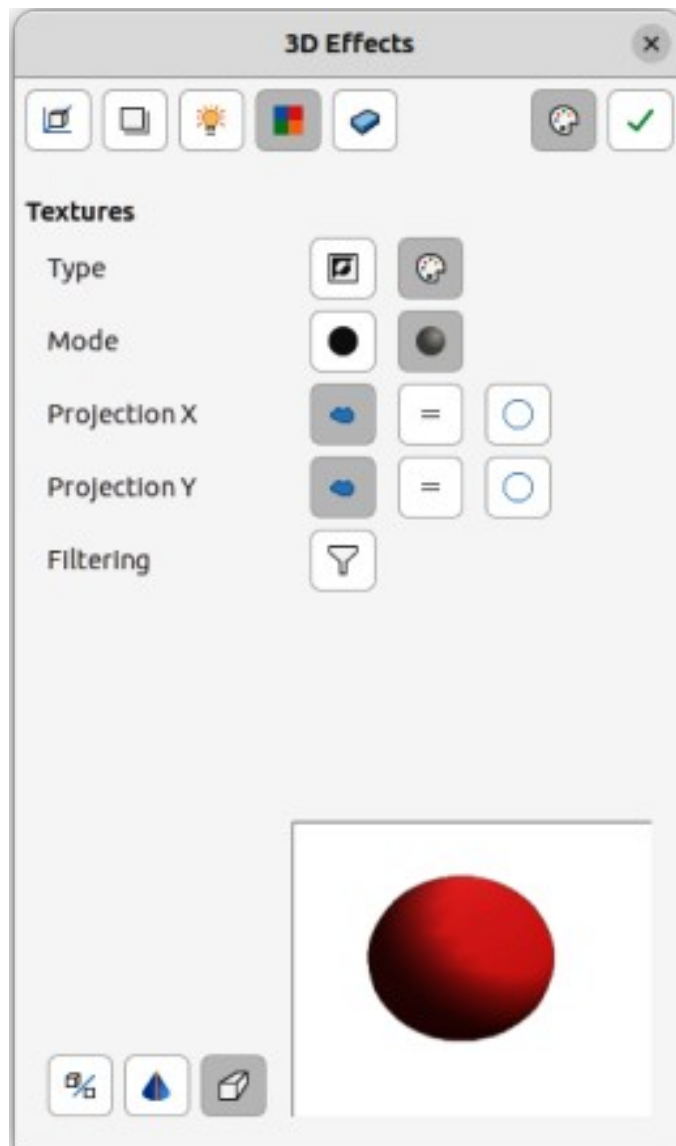 3D Effects
Textures
Type
Mode
Projection X
Projection Y
Filtering